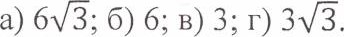 а) 6√3; б) 6; в) 3; г) 3√3.